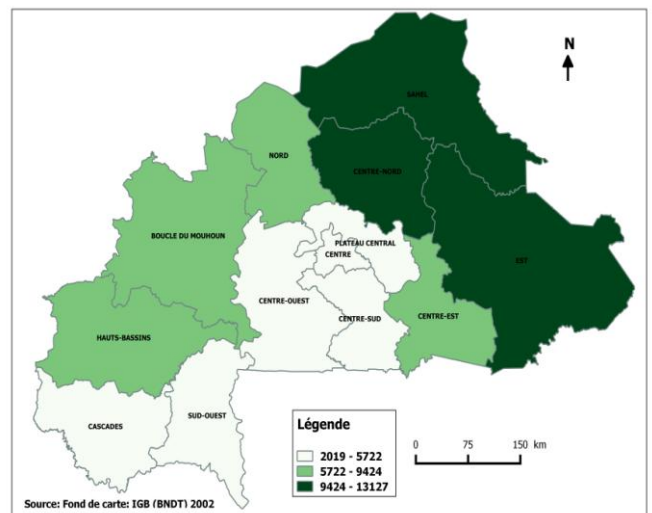 N
SAHEL
NORD
CENTRE-NORD
BOUCLE DU MOUHOUN
PLATEAU CENTRAL
CENTRE
EST
CENTRE-OUEST
CENTRE-SUD
CENTRE-EST
HAUTS-BASSINS
CASCADES
SUD-OUEST
Légende
2019 - 5722
5722 - 9424
9424 - 13127
0 75 150 km
Source: Fond de carte: IGB (BNDT) 2002